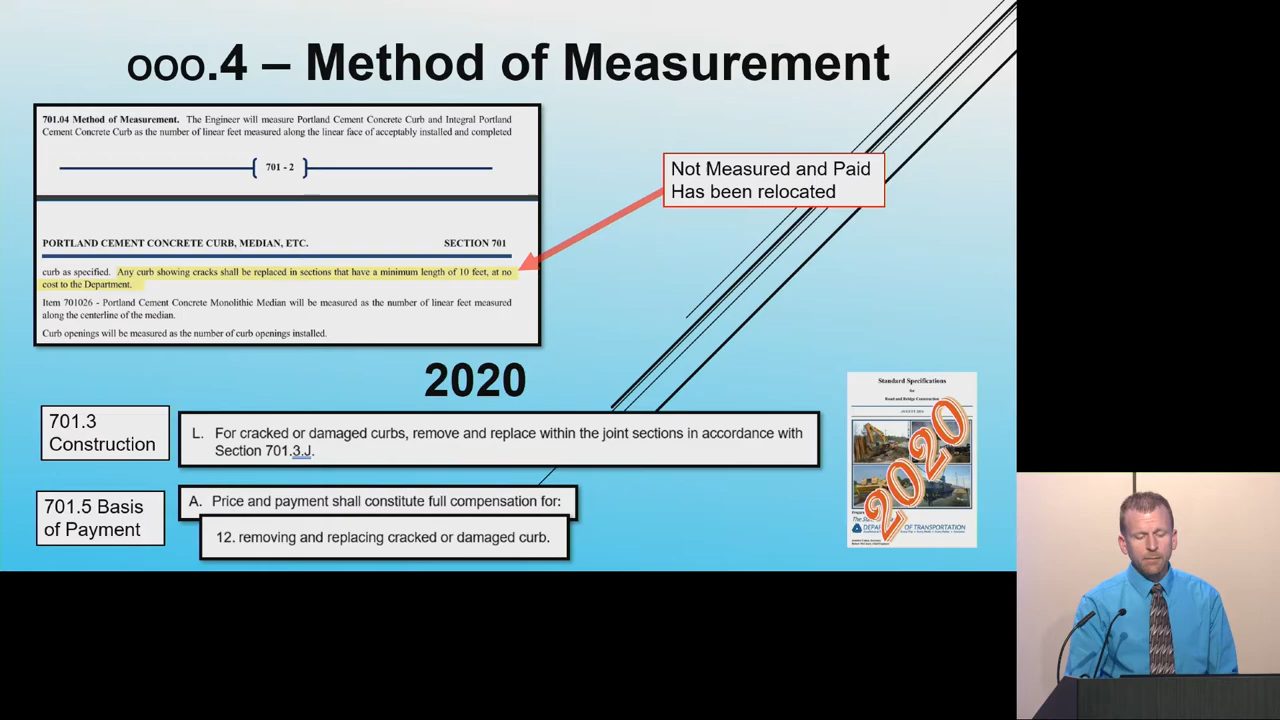 ooo.4 – Method of Measurement
701.04 Method of Measurement. The Engineer will measure Portland Cement Concrete Curb and Integral Portland
Cement Concrete Curb as the number of linear feet measured along the linear face of acceptably installed and completed
701 - 2
PORTLAND CEMENT CONCRETE CURB, MEDIAN, ETC. SECTION 701
curb as specified. Any curb showing cracks shall be replaced in sections that have a minimum length of 10 feet, at no
cost to the Department.
Item 701026 - Portland Cement Concrete Monolithic Median will be measured as the number of linear feet measured
along the centerline of the median.
Curb openings will be measured as the number of curb openings installed.
Not Measured and Paid
Has been relocated
2020
701.3
Construction
L. For cracked or damaged curbs, remove and replace within the joint sections in accordance with
Section 701.3.J.
701.5 Basis
of Payment
A. Price and payment shall constitute full compensation for:
12. removing and replacing cracked or damaged curb.
Standard Specifications
for
Road and Bridge Construction
2020
OF TRANSPORTATION